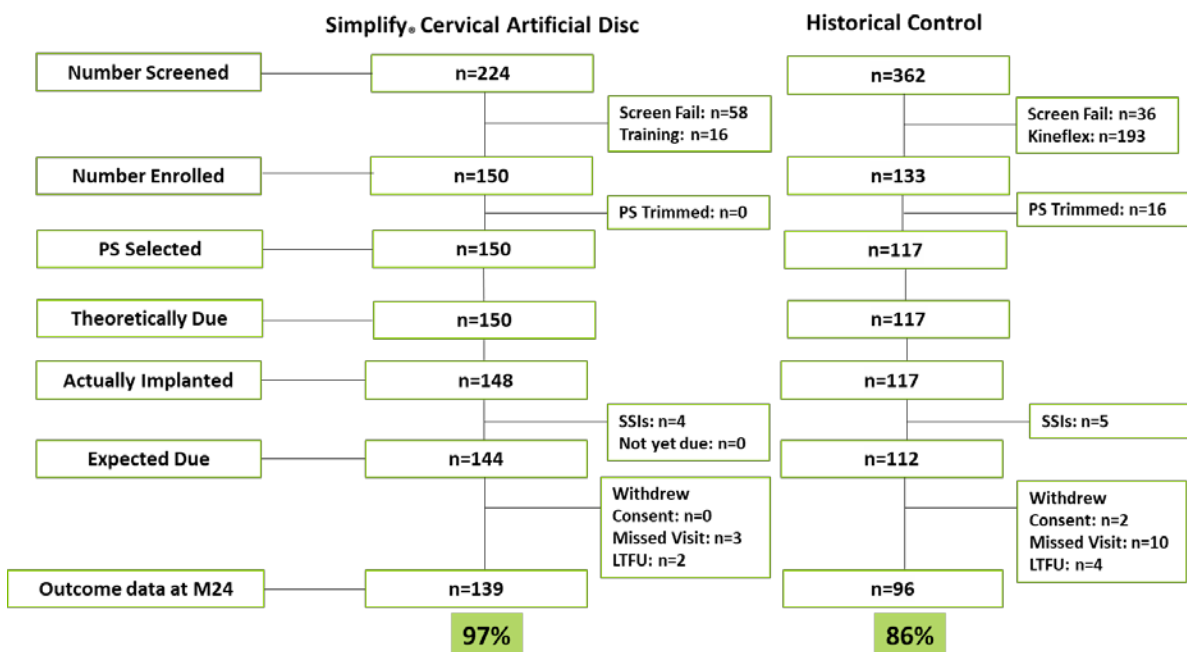 Simplify® Cervical Artificial Disc
Historical Control
Number Screened
n=224
n=362
Screen Fail: n=58
Training: n=16
Screen Fail: n=36
Kineflex: n=193
Number Enrolled
n=150
n=133
PS Trimmed: n=0
PS Trimmed: n=16
PS Selected
n=150
n=117
Theoretically Due
n=150
n=117
Actually Implanted
n=148
n=117
SSIs: n=4
Not yet due: n=0
SSIs: n=5
Expected Due
n=144
n=112
Withdrew
Consent: n=0
Missed Visit: n=3
LTFU: n=2
Withdrew
Consent: n=2
Missed Visit: n=10
LTFU: n=4
Outcome data at M24
n=139
n=96
97%
86%